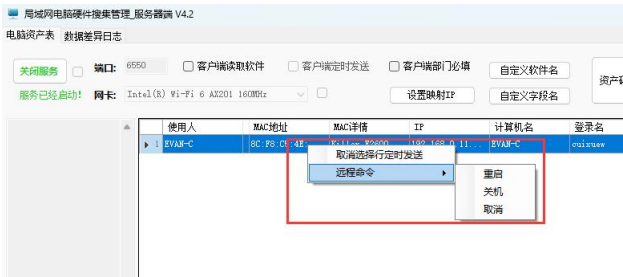 局域网电脑硬件搜集管理_服务器端 V4.2
电脑资产表 数据差异日志
关闭服务 端口: 6550 客户端读取软件 客户端定时发送 客户端部门必填 自定义软件名
服务已经启动! 网卡: Intel(R) Wi-Fi 6 AX201 160MHz 设置映射IP 自定义字段名
使用人 MAC地址 MAC详情 IP 计算机名 登录名
1 EVAN-C EVAN-C cuixuew
取消选择行定时发送
远程命令
重启
关机
取消